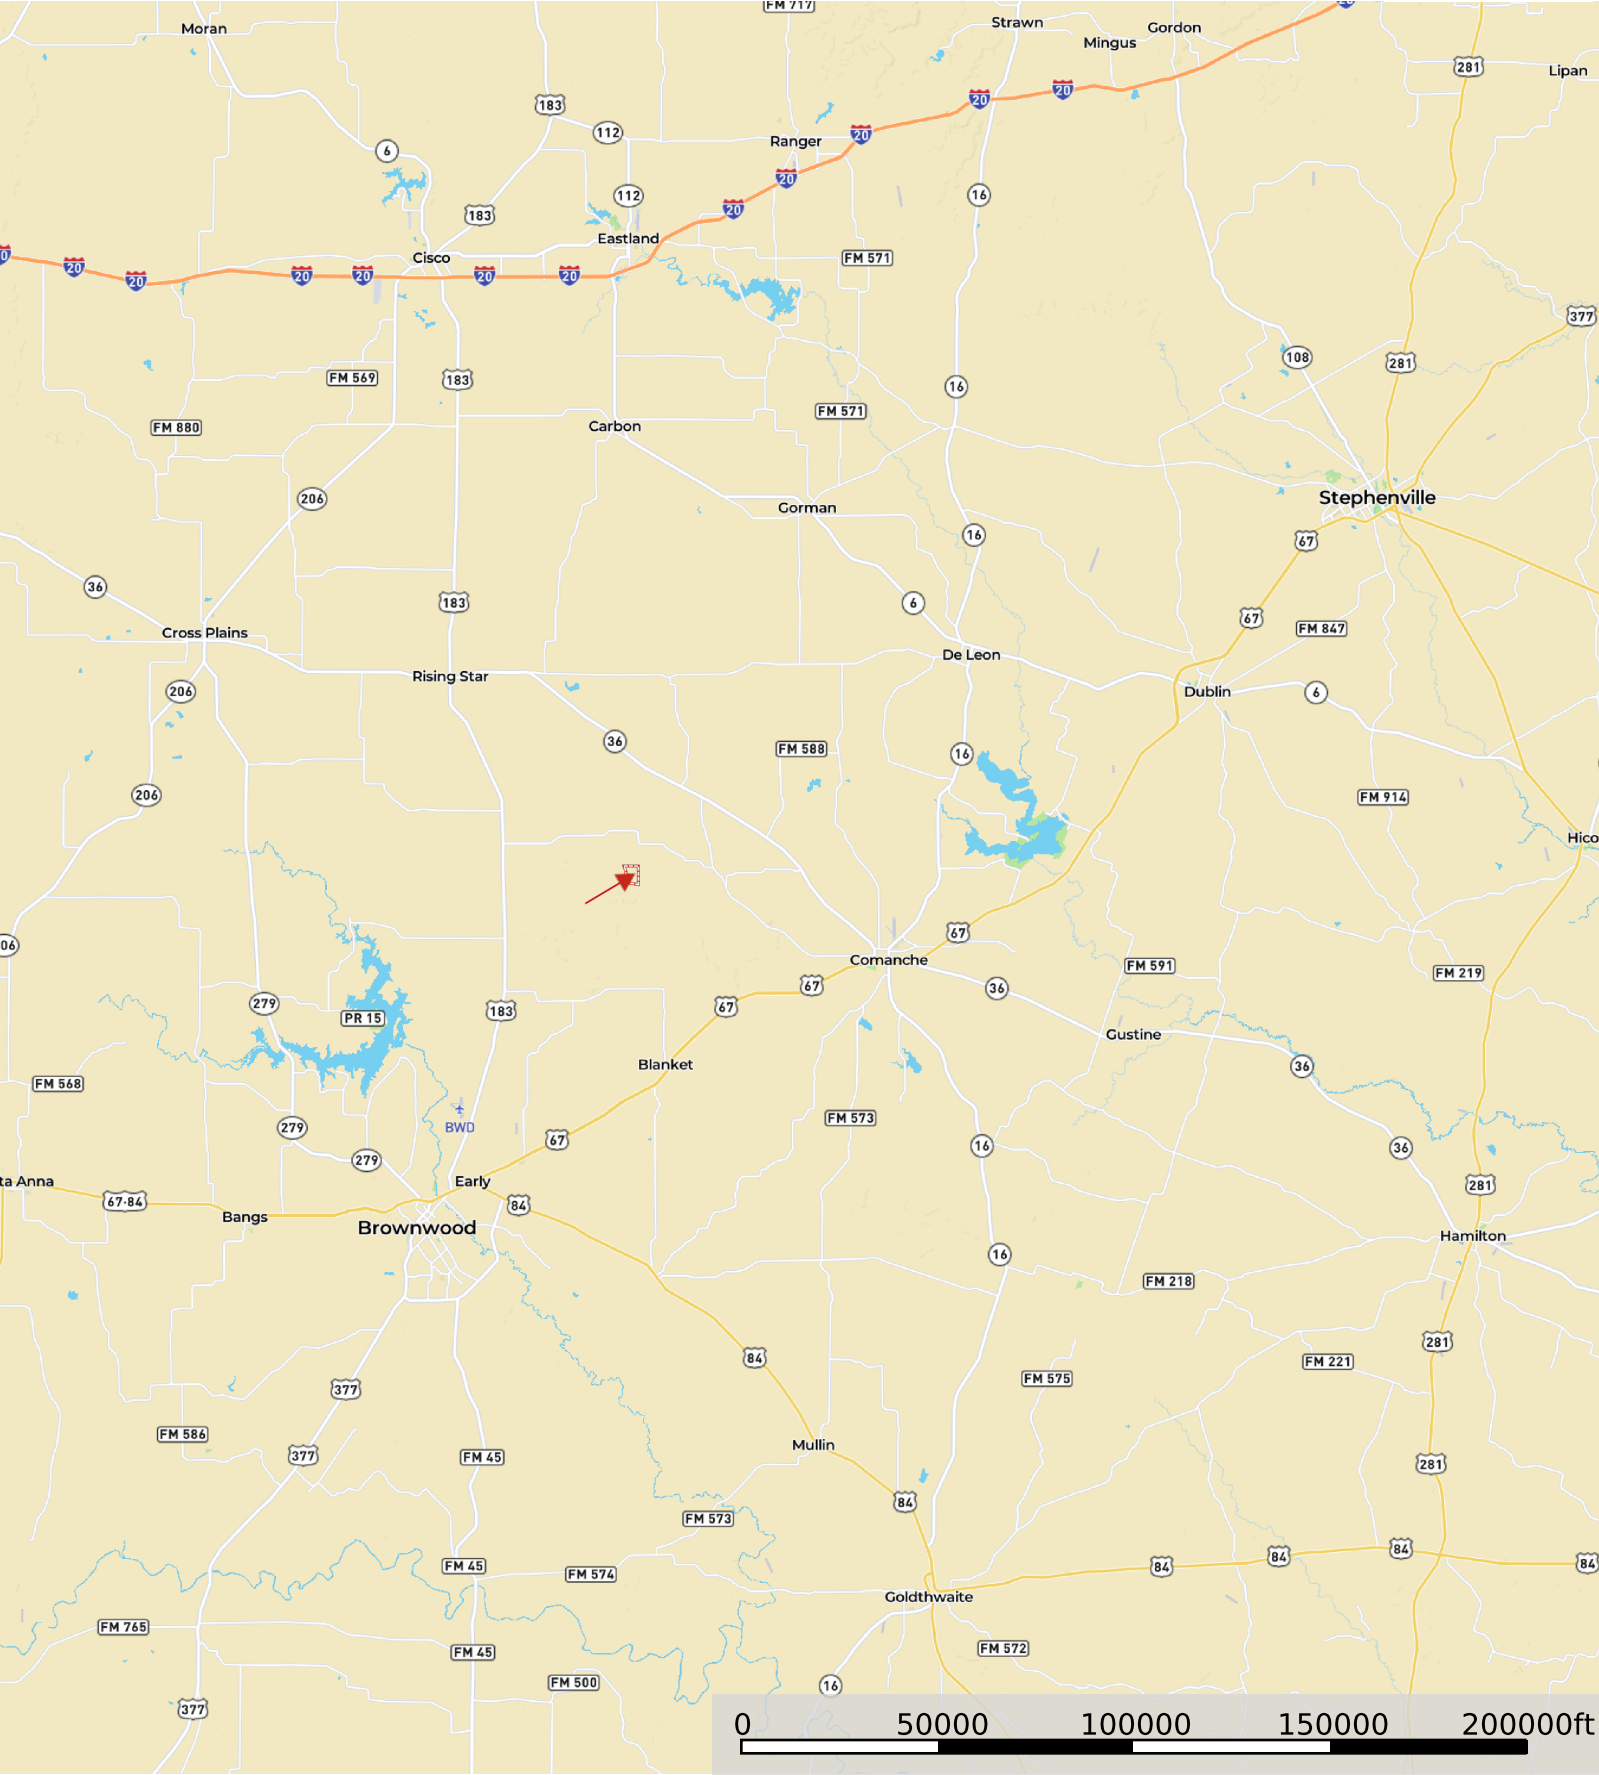 FM 717
Strawn
Gordon
Moran
Mingus
281
Lipan
20
20
183
112
20
Ranger
6
20
112
16
183
20
Eastland
Cisco
FM 571
20
20
20
20
20
20
377
108
281
FM 569
183
16
FM 880
FM 571
Carbon
206
Stephenville
Gorman
16
67
36
183
6
67
FM 847
Cross Plains
De Leon
Rising Star
206
Dublin
6
36
FM 588
16
206
FM 914
Hico
67
06
Comanche
FM 591
FM 219
67
36
279
67
183
PR 15
Gustine
Blanket
36
FM 568
BWD
FM 573
279
67
16
36
279
ta Anna
Early
281
67-84
84
Bangs
Brownwood
Hamilton
16
FM 218
281
84
FM 221
FM 575
377
FM 586
Mullin
377
FM 45
281
84
FM 573
84
84
FM 45
84
84
FM 574
Goldthwaite
FM 765
FM 572
FM 45
FM 500
16
377
0 50000 100000 150000 200000ft